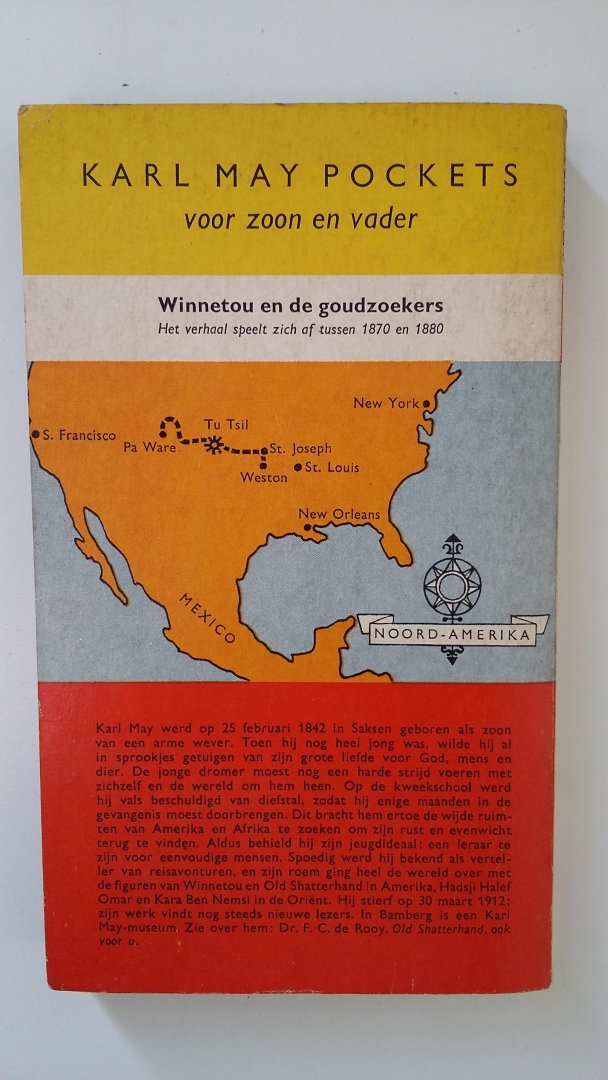 KARL MAY POCKETS
voor zoon en vader
Winnetou en de goudzoekers
Het verhaal speelt zich af tussen 1870 en 1880
New York
Tu Tsil
S. Francisco
Pa Ware
St. Joseph
St. Louis
Weston
New Orleans
MEXICO
NOORD-AMERIKA
Karl May werd op 25 februari 1842 in Saksen geboren als zoon
van een arme wever. Toen hij nog heel jong was, wilde hij al
in sprookjes getuigen van zijn grote liefde voor God, mens en
dier. De jonge dromer moest nog een harde strijd voeren met
zichzelf en de wereld om hem heen. Op de kweekschool werd
hij vals beschuldigd van diefstal, zodat hij enige maanden in de
gevangenis moest doorbrengen. Dit bracht hem ertoe de wijde ruim-
ten van Amerika en Afrika te zoeken om zijn rust en evenwicht
terug te vinden. Aldus behield hij zijn jeugdideaal: een leraar te
zijn voor eenvoudige mensen. Spoedig werd hij bekend als vertel-
ler van reisavonturen, en zijn roem ging heel de wereld over met
de figuren van Winnetou en Old Shatterhand in Amerika, Hadsji Halef
Omar en Kara Ben Nemsi in de Oriënt. Hij stierf op 30 maart 1912;
zijn werk vindt nog steeds nieuwe lezers. In Bamberg is een Karl
May-museum. Zie over hem: Dr. F. C. de Rooy, Old Shatterhand, ook
voor u.